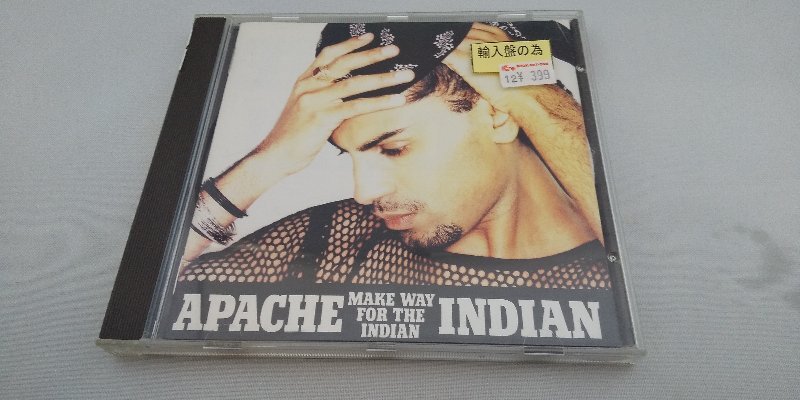 輸入盤の為
12 ¥ 399
APACHE MAKE WAY FOR THE INDIAN INDIAN